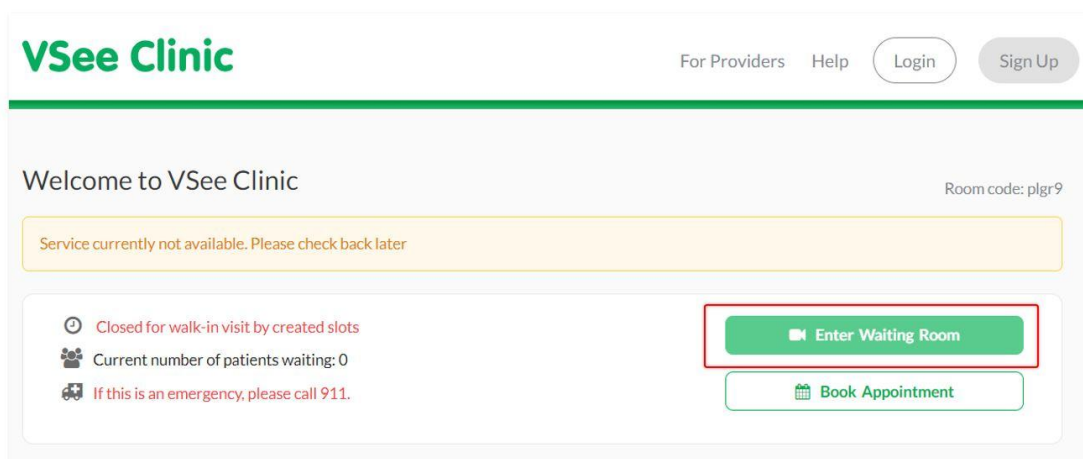 VSee Clinic
For Providers Help Login Sign Up
Welcome to VSee Clinic
Room code: plgr9
Service currently not available. Please check back later
Closed for walk-in visit by created slots
Current number of patients waiting: 0
If this is an emergency, please call 911.
Enter Waiting Room
Book Appointment